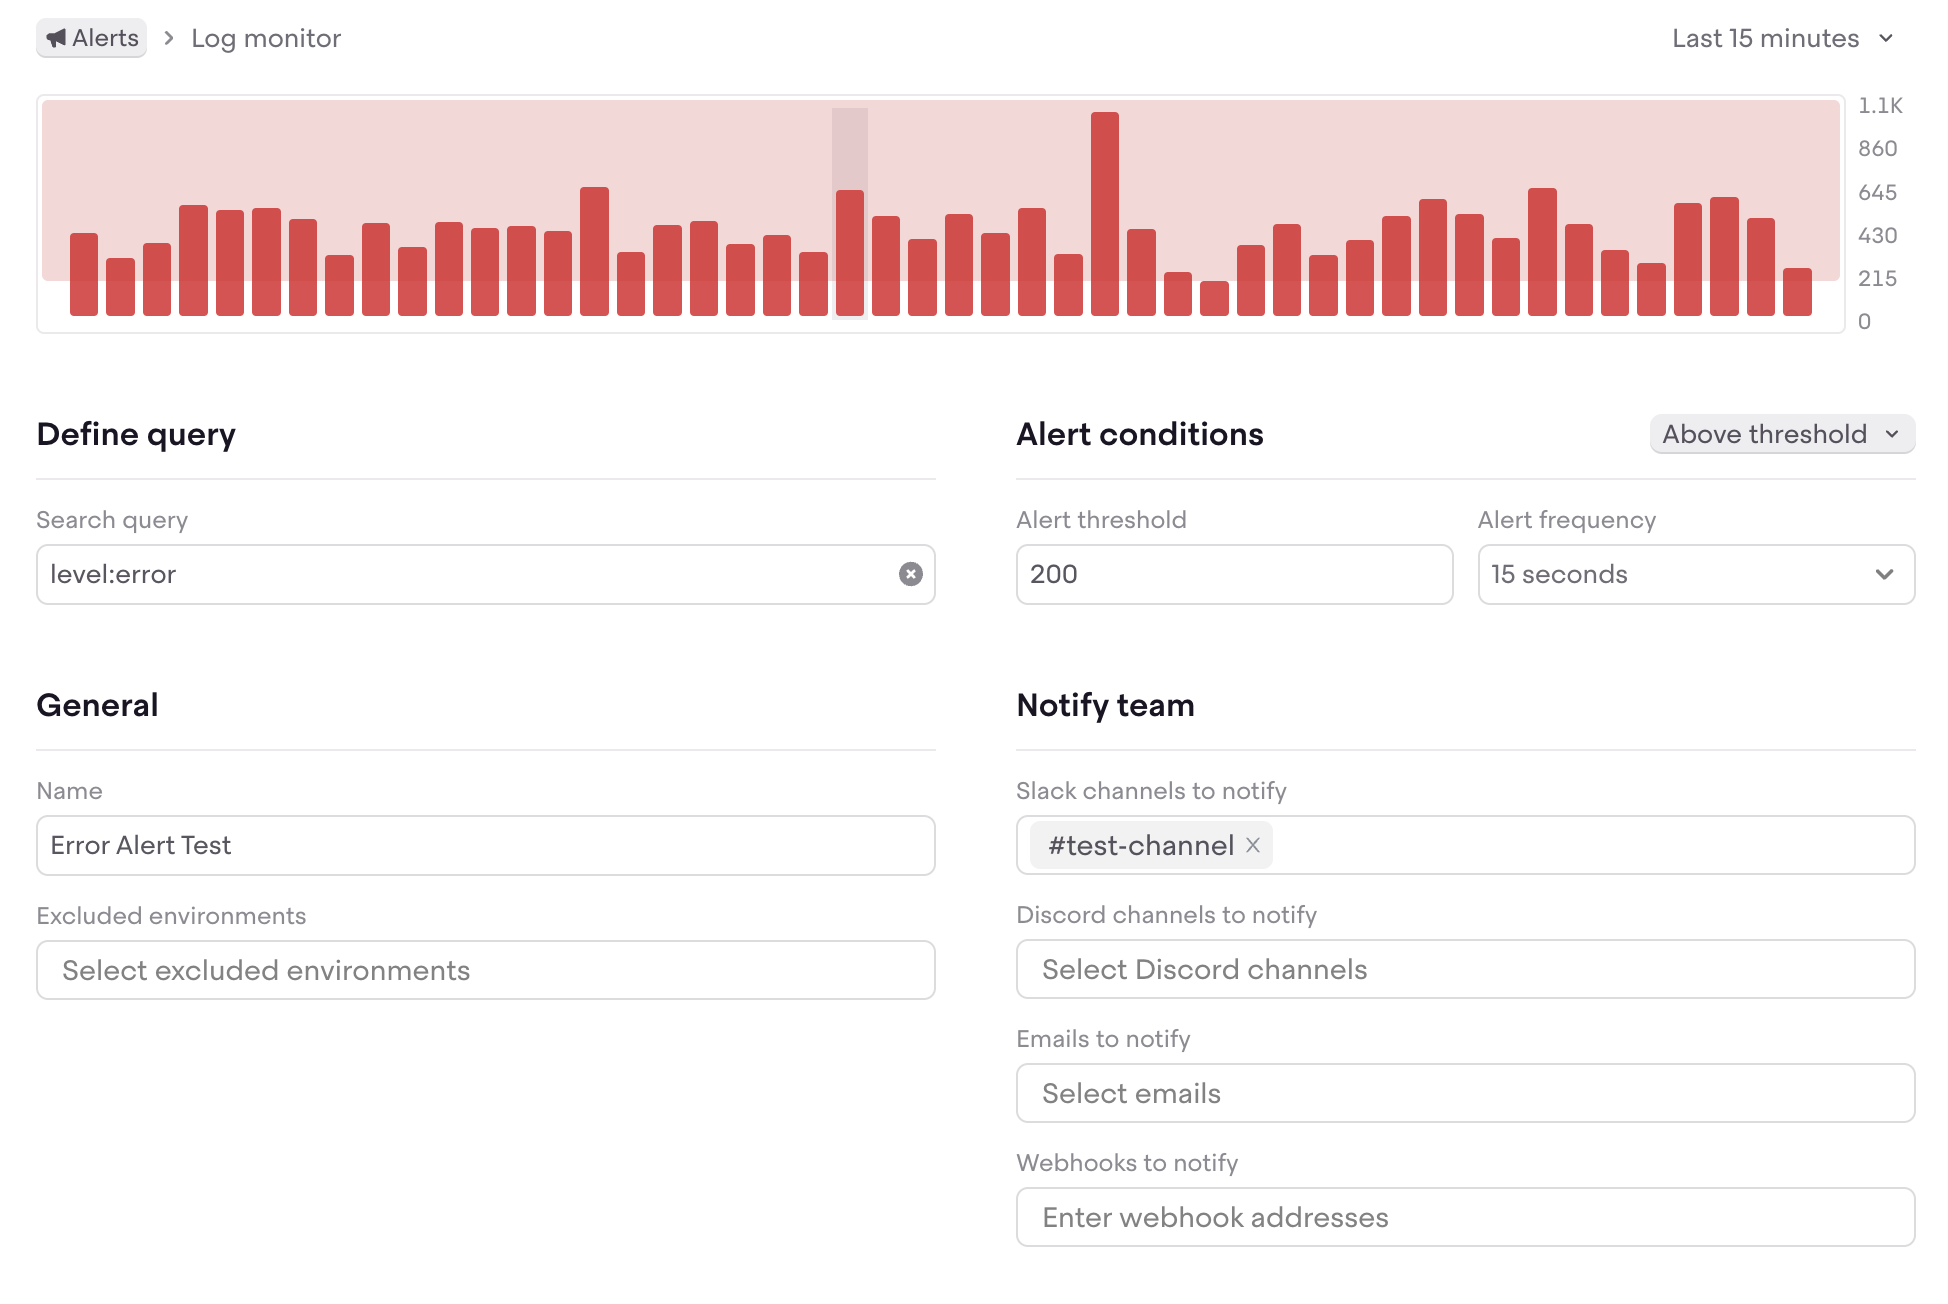 Alerts > Log monitor
Last 15 minutes
1.1K
860
645
430
215
0
Define query
Search query
level:error
Alert conditions
Above threshold
Alert threshold
200
Alert frequency
15 seconds
General
Name
Error Alert Test
Excluded environments
Select excluded environments
Notify team
Slack channels to notify
#test-channel
Discord channels to notify
Select Discord channels
Emails to notify
Select emails
Webhooks to notify
Enter webhook addresses